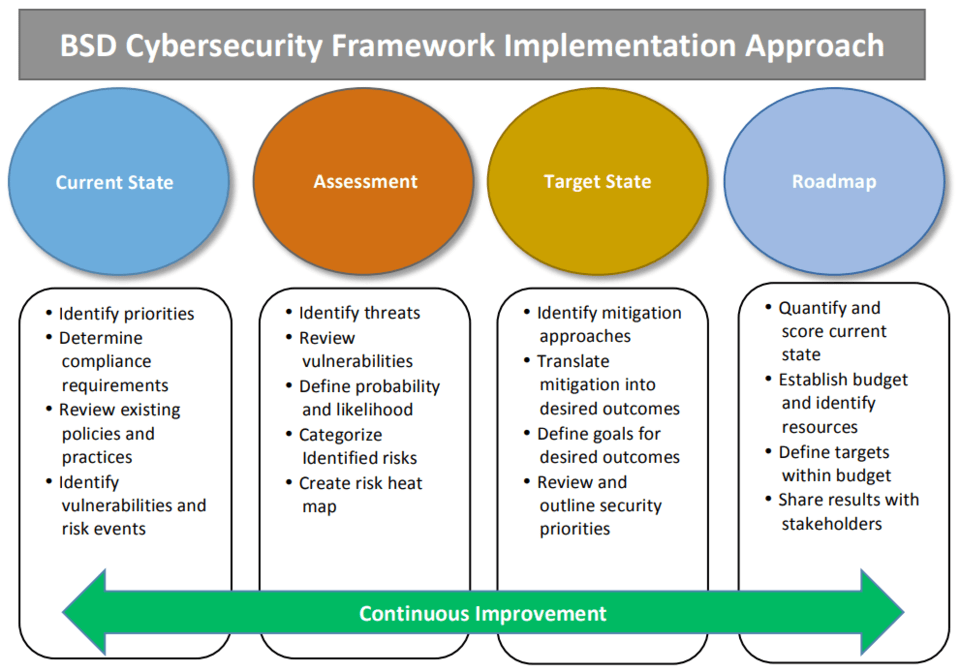 BSD Cybersecurity Framework Implementation Approach
Current State
Assessment
Target State
Roadmap
• Identify priorities
• Determine
compliance
requirements
• Review existing
policies and
practices
• Identify
vulnerabilities and
risk events
• Identify threats
• Review
vulnerabilities
• Define probability
and likelihood
• Categorize
Identified risks
• Create risk heat
map
• Identify mitigation
approaches
• Translate
mitigation into
desired outcomes
• Define goals for
desired outcomes
• Review and
outline security
priorities
• Quantify and
score current
state
• Establish budget
and identify
resources
• Define targets
within budget
• Share results with
stakeholders
Continuous Improvement